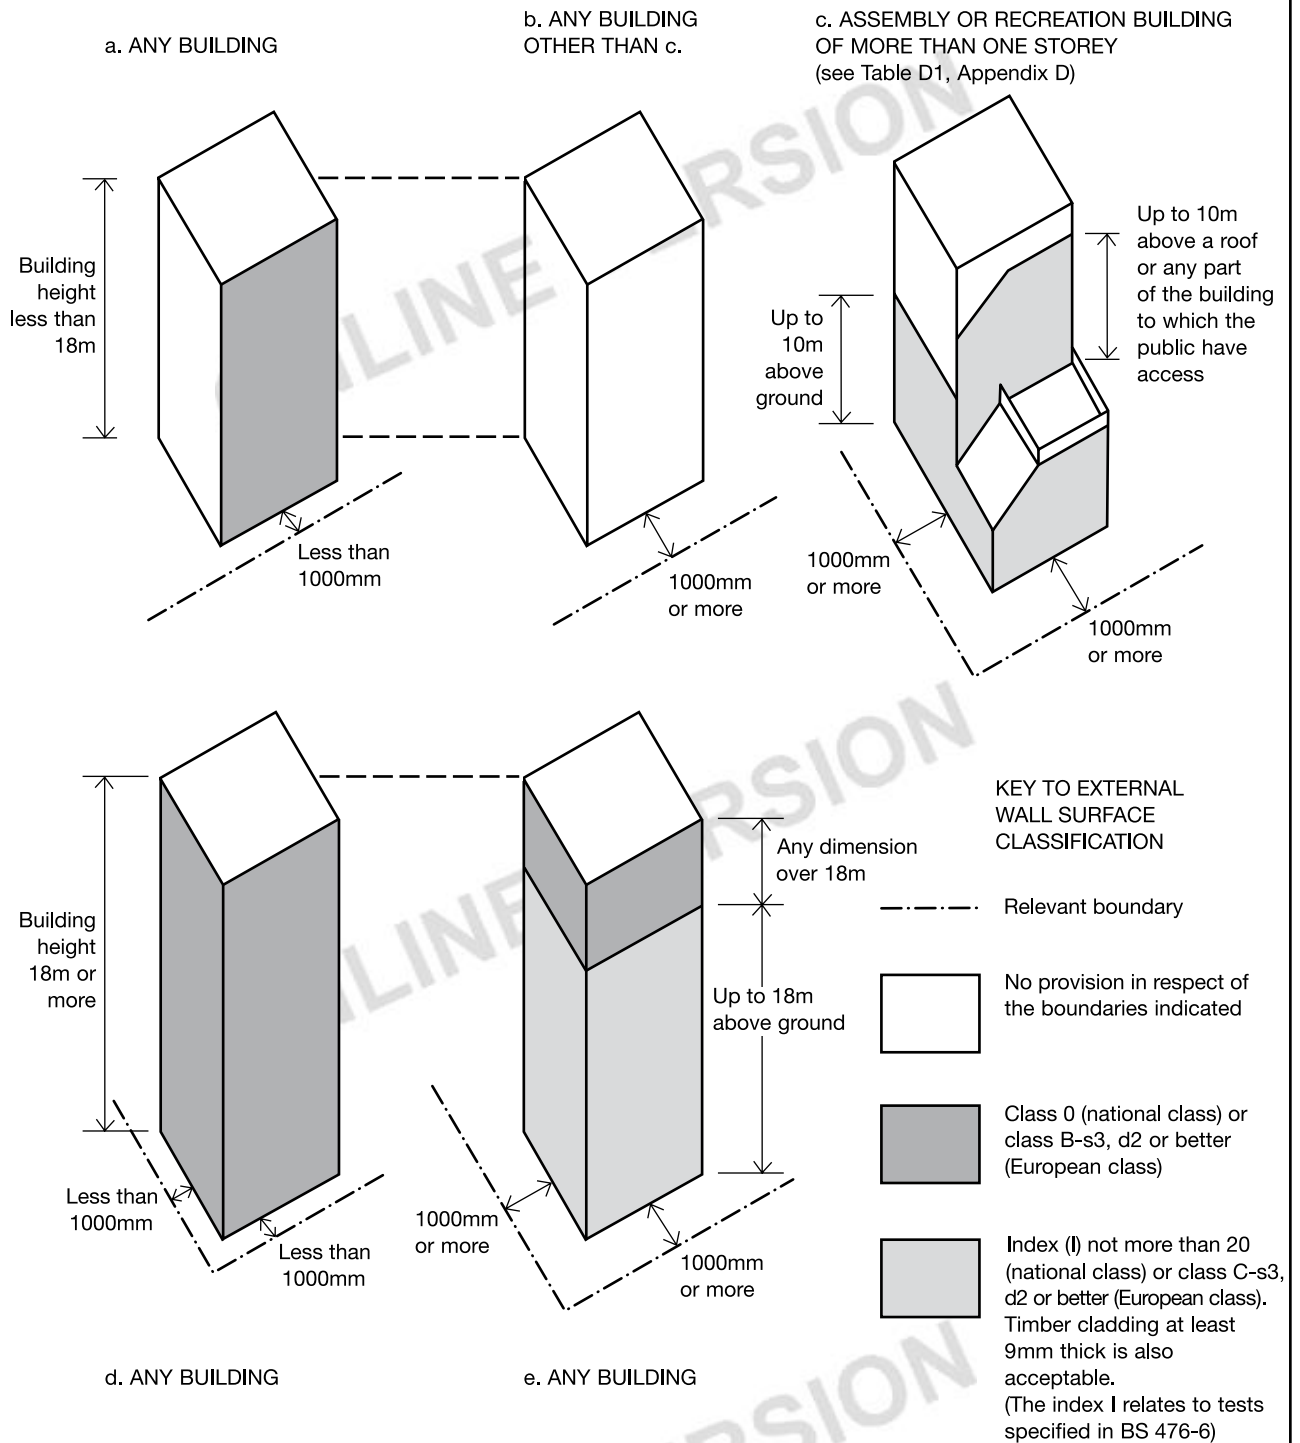 a. ANY BUILDING
b. ANY BUILDING
OTHER THAN c.
c. ASSEMBLY OR RECREATION BUILDING
OF MORE THAN ONE STOREY
(see Table D1, Appendix D)
Building
height
less than
18m
Less than
1000mm
1000mm
or more
Up to
10m
above
ground
Up to 10m
above a roof
or any part
of the building
to which the
public have
access
1000mm
or more
1000mm
or more
ONLINE VERSION
Building
height
18m or
more
Less than
1000mm
Less than
1000mm
d. ANY BUILDING
Any dimension
over 18m
Up to 18m
above ground
1000mm
or more
1000mm
or more
e. ANY BUILDING
ONLINE VERSION
KEY TO EXTERNAL
WALL SURFACE
CLASSIFICATION
Relevant boundary
No provision in respect of
the boundaries indicated
Class 0 (national class) or
class B-s3, d2 or better
(European class)
Index (I) not more than 20
(national class) or class C-s3,
d2 or better (European class).
Timber cladding at least
9mm thick is also
acceptable.
(The index I relates to tests
specified in BS 476-6)
SION